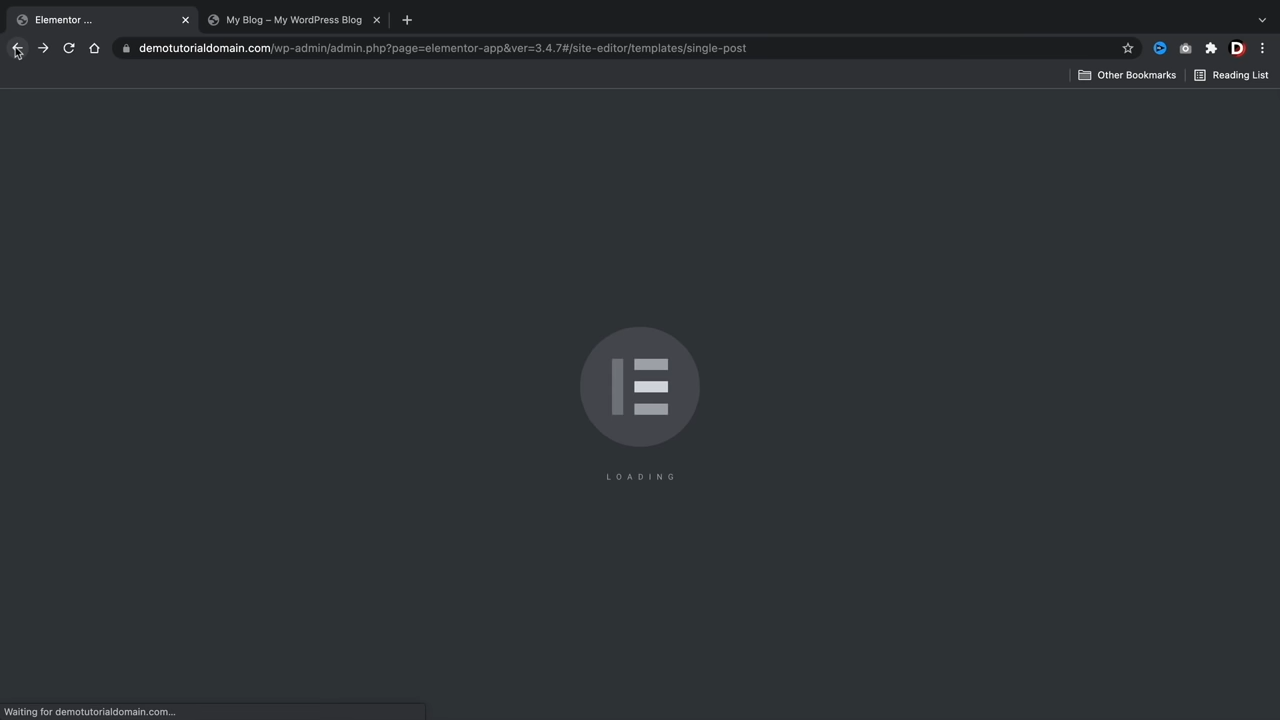 Elementor ...
My Blog – My WordPress Blog
demotutorialdomain.com/wp-admin/admin.php?page=elementor-app&ver=3.4.7#/site-editor/templates/single-post
D
Other Bookmarks
Reading List
LOADING
Waiting for demotutorialdomain.com...